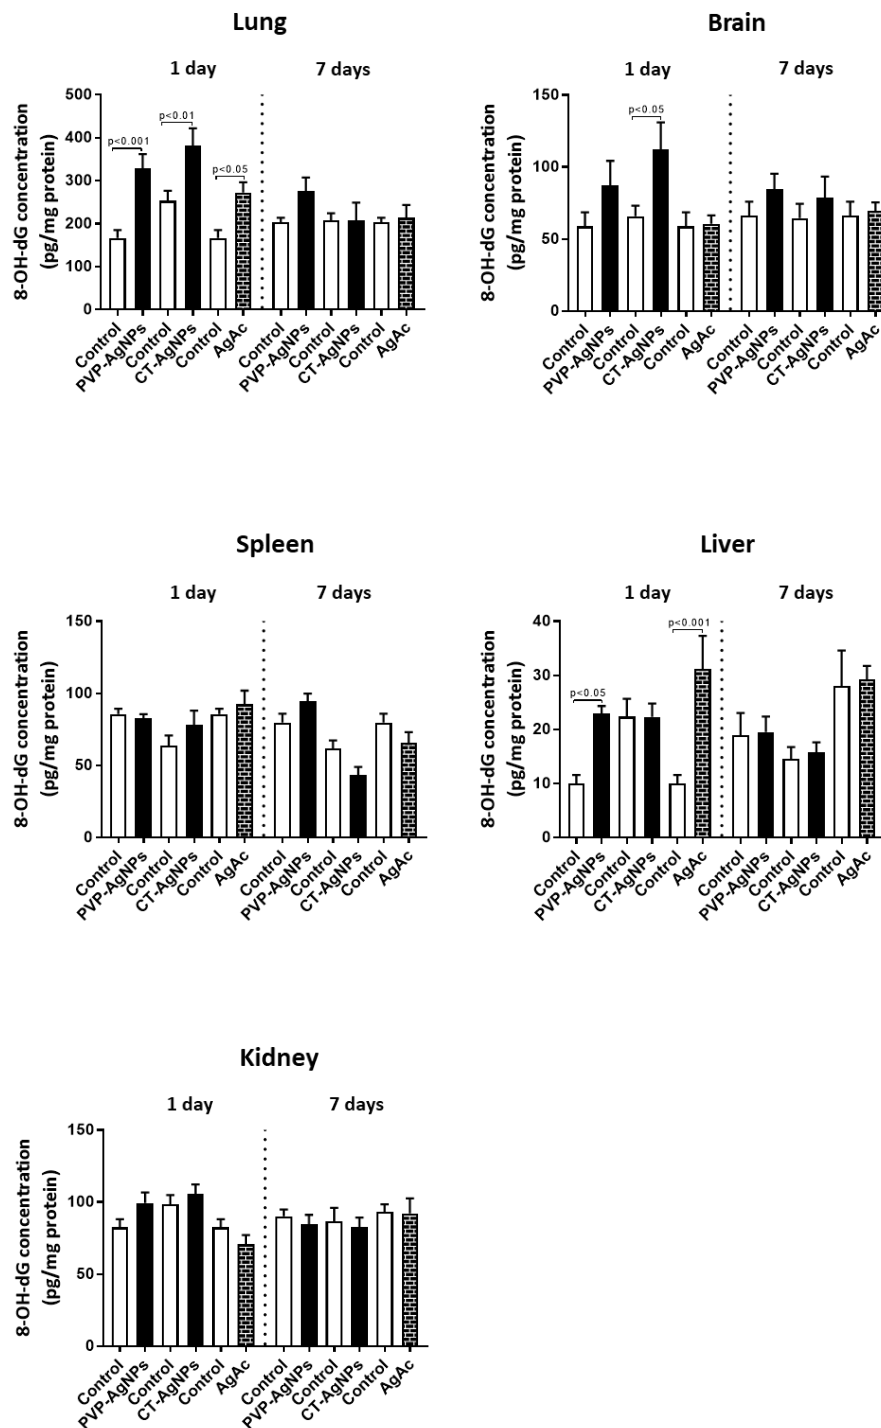 Lung
1 day
7 days
8-OH-dG concentration
(pg/mg protein)
500
400
300
200
100
0
p<0.001
p<0.01
p<0.05
Control
PVP-AgNPs
Control
CT-AgNPs
Control
AgAc
Control
PVP-AgNPs
Control
CT-AgNPs
Control
AgAc
Brain
1 day
7 days
8-OH-dG concentration
(pg/mg protein)
150
100
50
0
p<0.05
Control
PVP-AgNPs
Control
CT-AgNPs
Control
AgAc
Control
PVP-AgNPs
Control
CT-AgNPs
Control
AgAc
Spleen
1 day
7 days
8-OH-dG concentration
(pg/mg protein)
150
100
50
0
Control
PVP-AgNPs
Control
CT-AgNPs
Control
AgAc
Control
PVP-AgNPs
Control
CT-AgNPs
Control
AgAc
Liver
1 day
7 days
8-OH-dG concentration
(pg/mg protein)
40
30
20
10
0
p<0.05
p<0.001
Control
PVP-AgNPs
Control
CT-AgNPs
Control
AgAc
Control
PVP-AgNPs
Control
CT-AgNPs
Control
AgAc
Kidney
1 day
7 days
8-OH-dG concentration
(pg/mg protein)
150
100
50
0
Control
PVP-AgNPs
Control
CT-AgNPs
Control
AgAc
Control
PVP-AgNPs
Control
CT-AgNPs
Control
AgAc